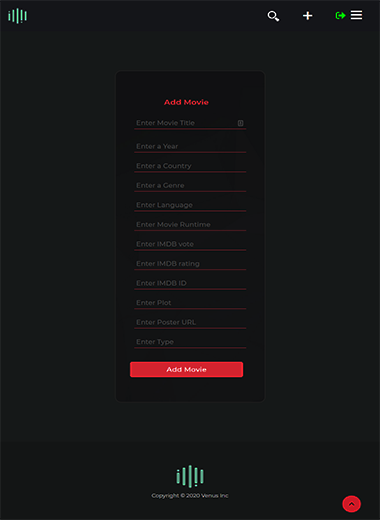 Add Movie
Enter Movie Title
Enter a Year
Enter a Country
Enter a Genre
Enter Language
Enter Movie Runtime
Enter IMDB vote
Enter IMDB rating
Enter IMDB ID
Enter Plot
Enter Poster URL
Enter Type
Add Movie
Copyright © 2020 Venus Inc